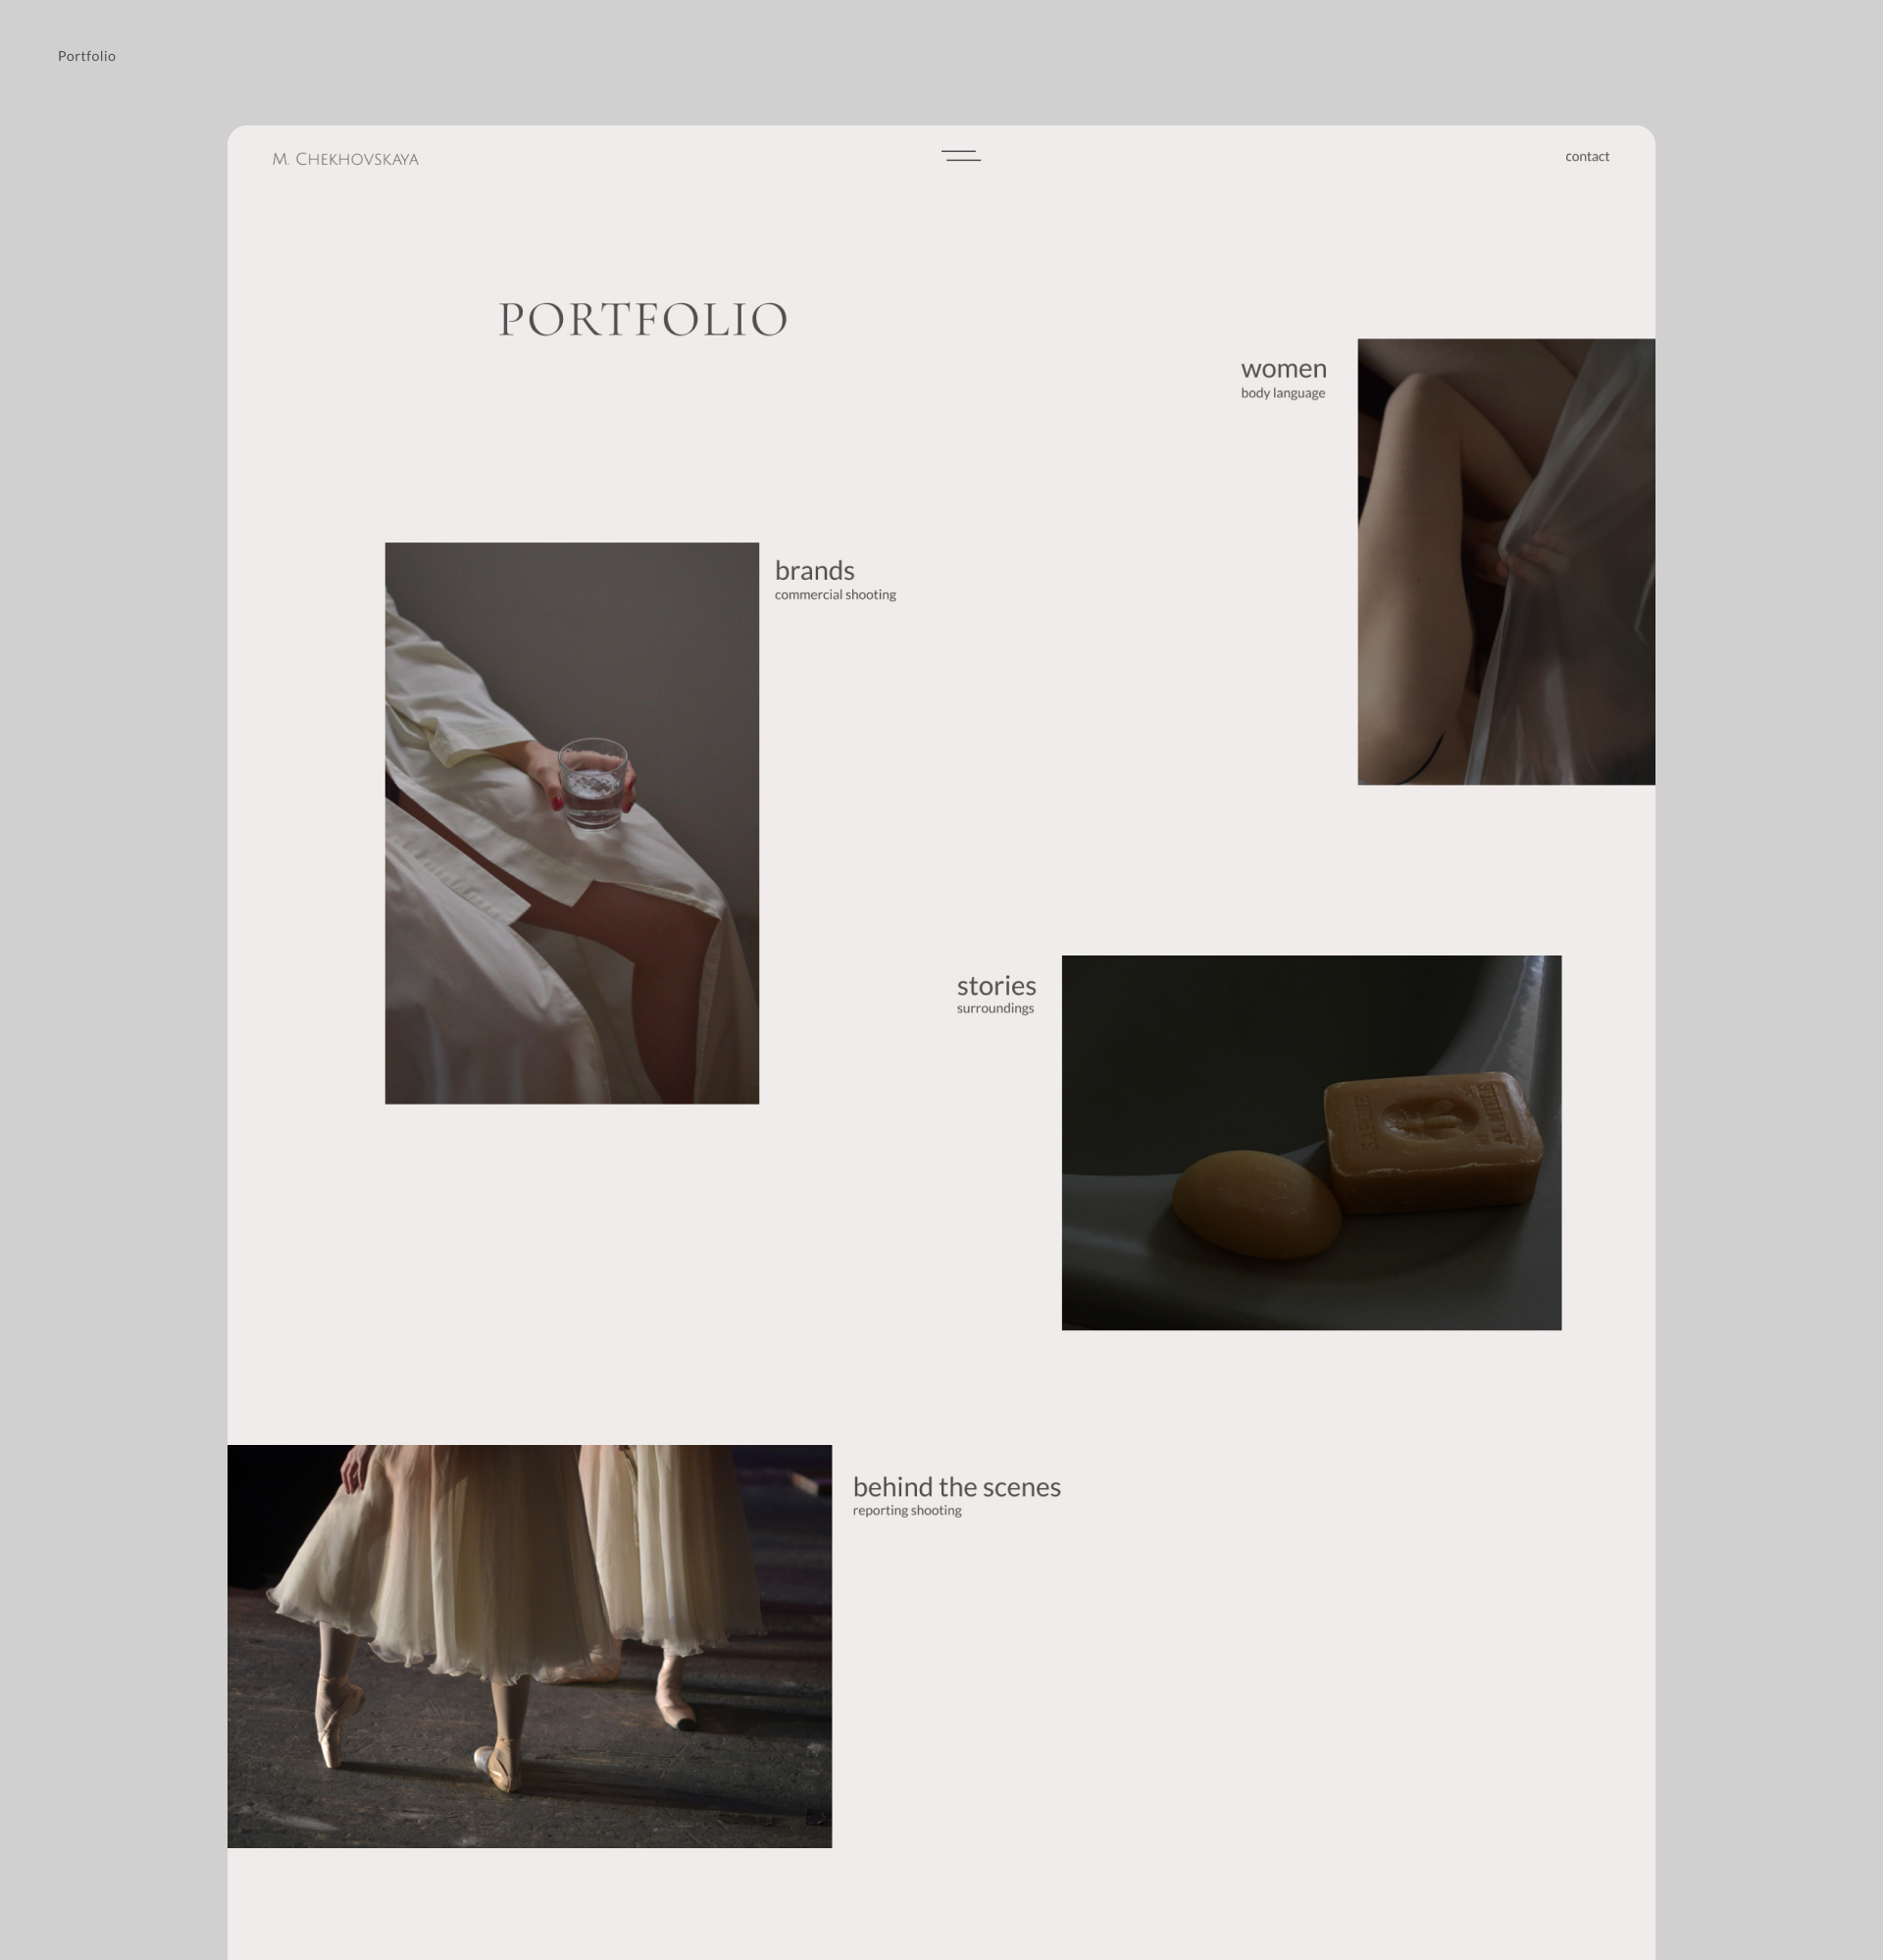 Portfolio
M. CHEKHOVSKAYA
contact
PORTFOLIO
women
body language
brands
commercial shooting
stories
surroundings
behind the scenes
reporting shooting